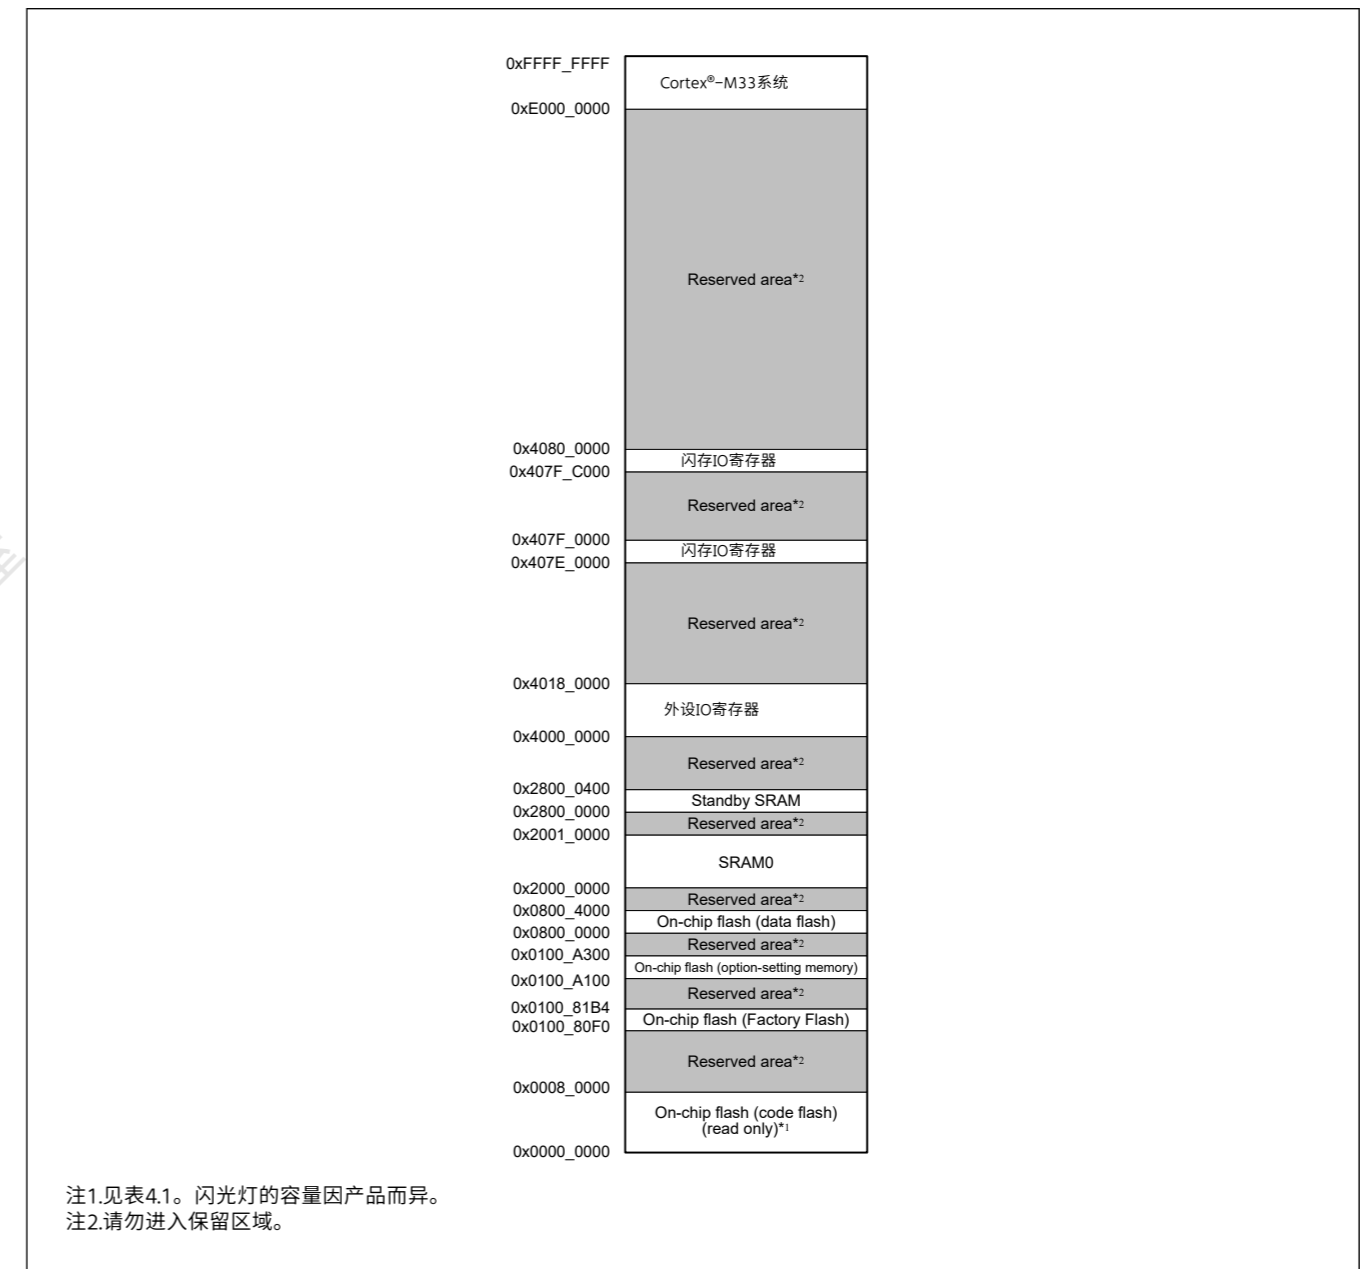 0xFFFF_FFFF
Cortex®-M33系统
0xE000_0000
Reserved area*2
0x4080_0000
闪存IO寄存器
0x407F_C000
Reserved area*2
0x407F_0000
闪存IO寄存器
0x407E_0000
Reserved area*2
0x4018_0000
外设IO寄存器
0x4000_0000
Reserved area*2
0x2800_0400
Standby SRAM
0x2800_0000
Reserved area*2
0x2001_0000
SRAM0
0x2000_0000
Reserved area*2
0x0800_4000
On-chip flash (data flash)
0x0800_0000
Reserved area*2
0x0100_A300
On-chip flash (option-setting memory)
0x0100_A100
Reserved area*2
0x0100_81B4
On-chip flash (Factory Flash)
0x0100_80F0
Reserved area*2
0x0008_0000
On-chip flash (code flash)
(read only)*1
0x0000_0000
注1.见表4.1。闪光灯的容量因产品而异。
注2.请勿进入保留区域。